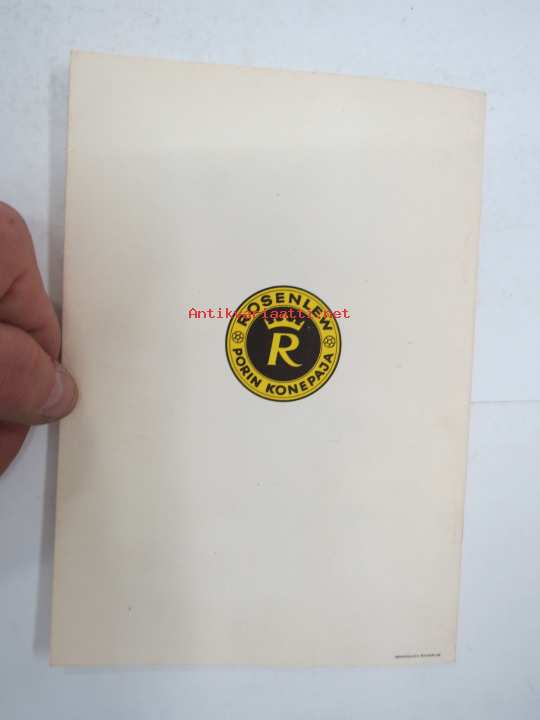 ROSENLEW
Antikvariaatti.net
R
PORIN KONEPAJA